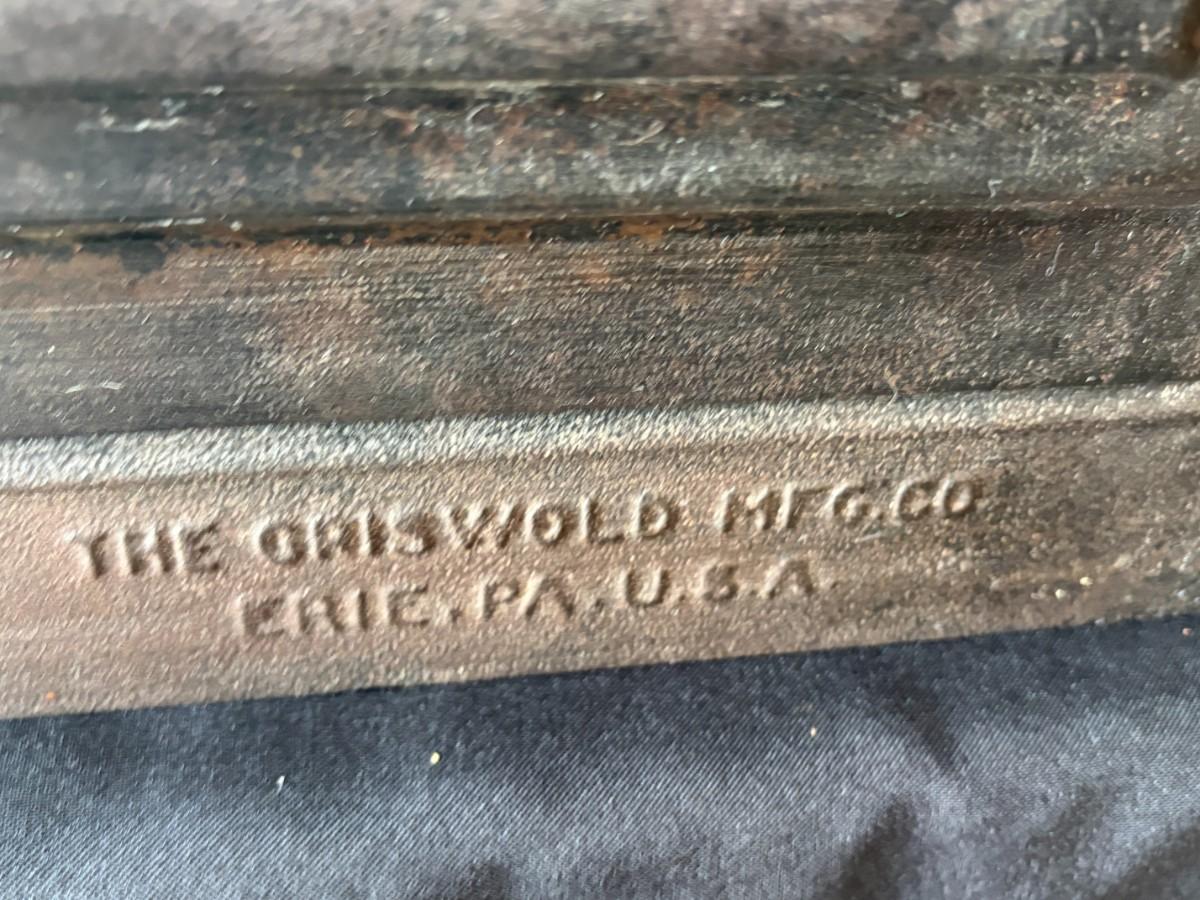 THE GRISWOLD MFG.CO
ERIE, PA. U.S.A.